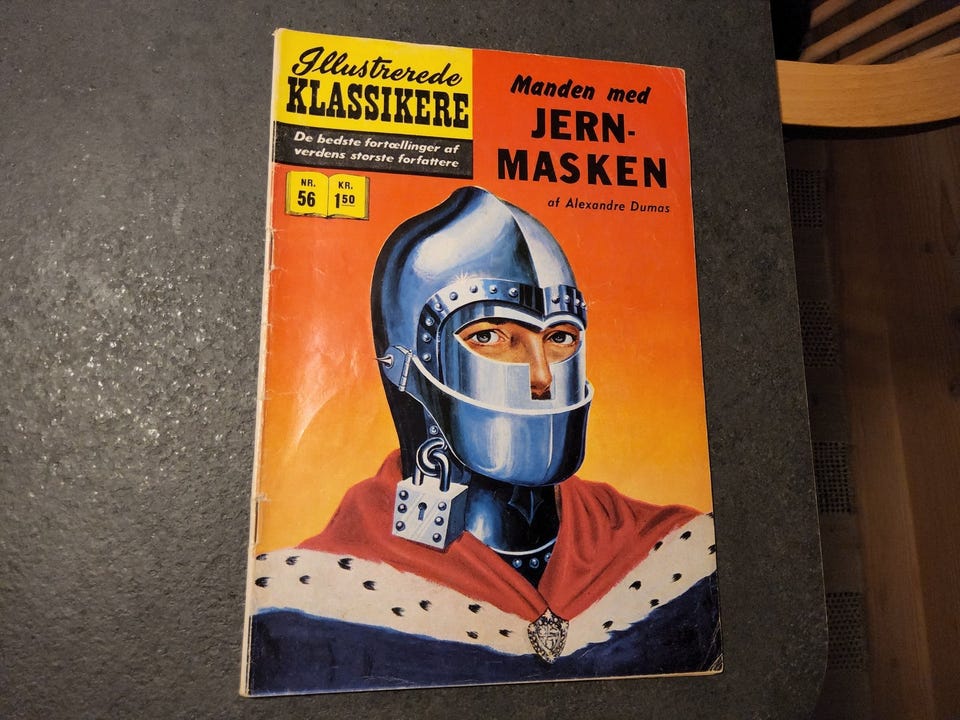 Illustrerede
KLASSIKERE
De bedste fortællinger af
verdens storste forfattere
NR.
56
KR.
1 50
Manden med
JERN-
MASKEN
af Alexandre Dumas